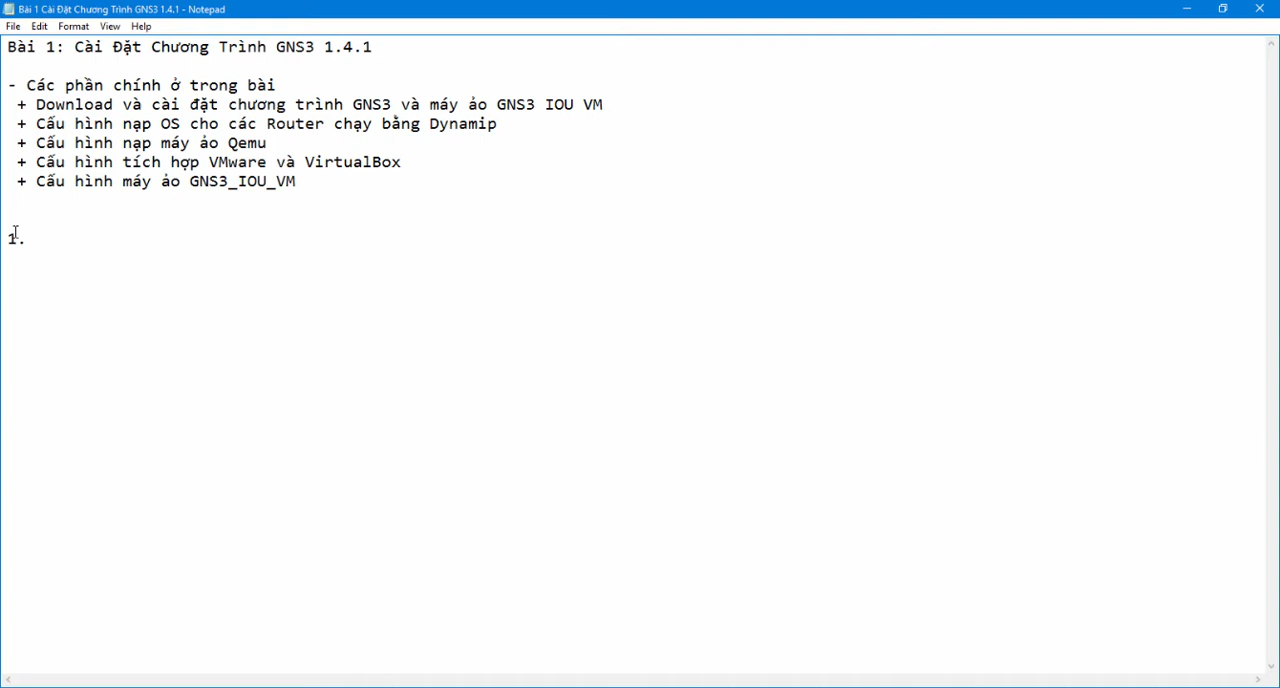 Bài 1 Cài Đặt Chương Trình GNS3 1.4.1 - Notepad
File Edit Format View Help
Bài 1: Cài Đặt Chương Trình GNS3 1.4.1
- Các phần chính ở trong bài
+ Download và cài đặt chương trình GNS3 và máy ảo GNS3 IOU VM
+ Cấu hình nạp OS cho các Router chạy bằng Dynamip
+ Cấu hình nạp máy ảo Qemu
+ Cấu hình tích hợp VMware và VirtualBox
+ Cấu hình máy ảo GNS3_IOU_VM
1.